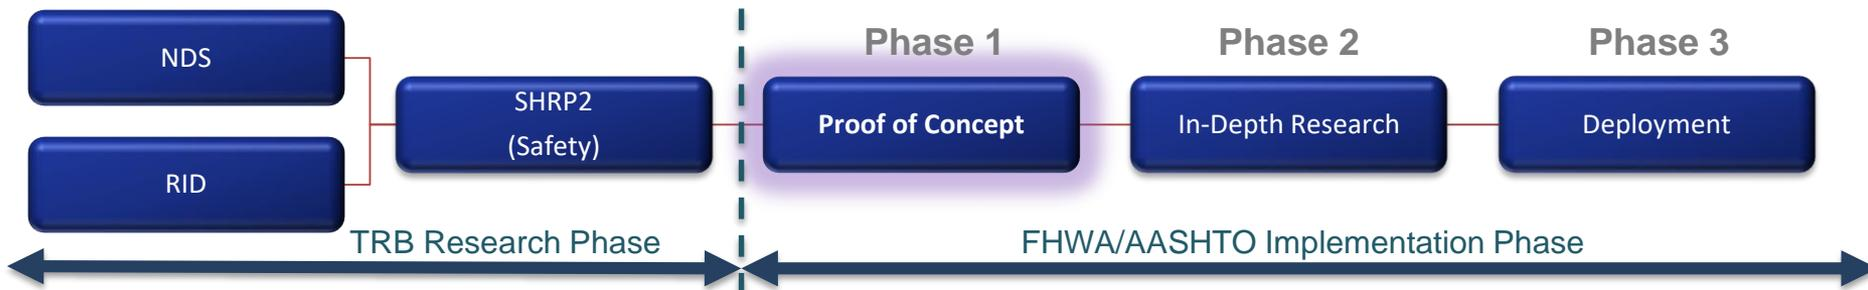 NDS
RID
SHRP2
(Safety)
Phase 1
Proof of Concept
Phase 2
In-Depth Research
Phase 3
Deployment
TRB Research Phase
FHWA/AASHTO Implementation Phase